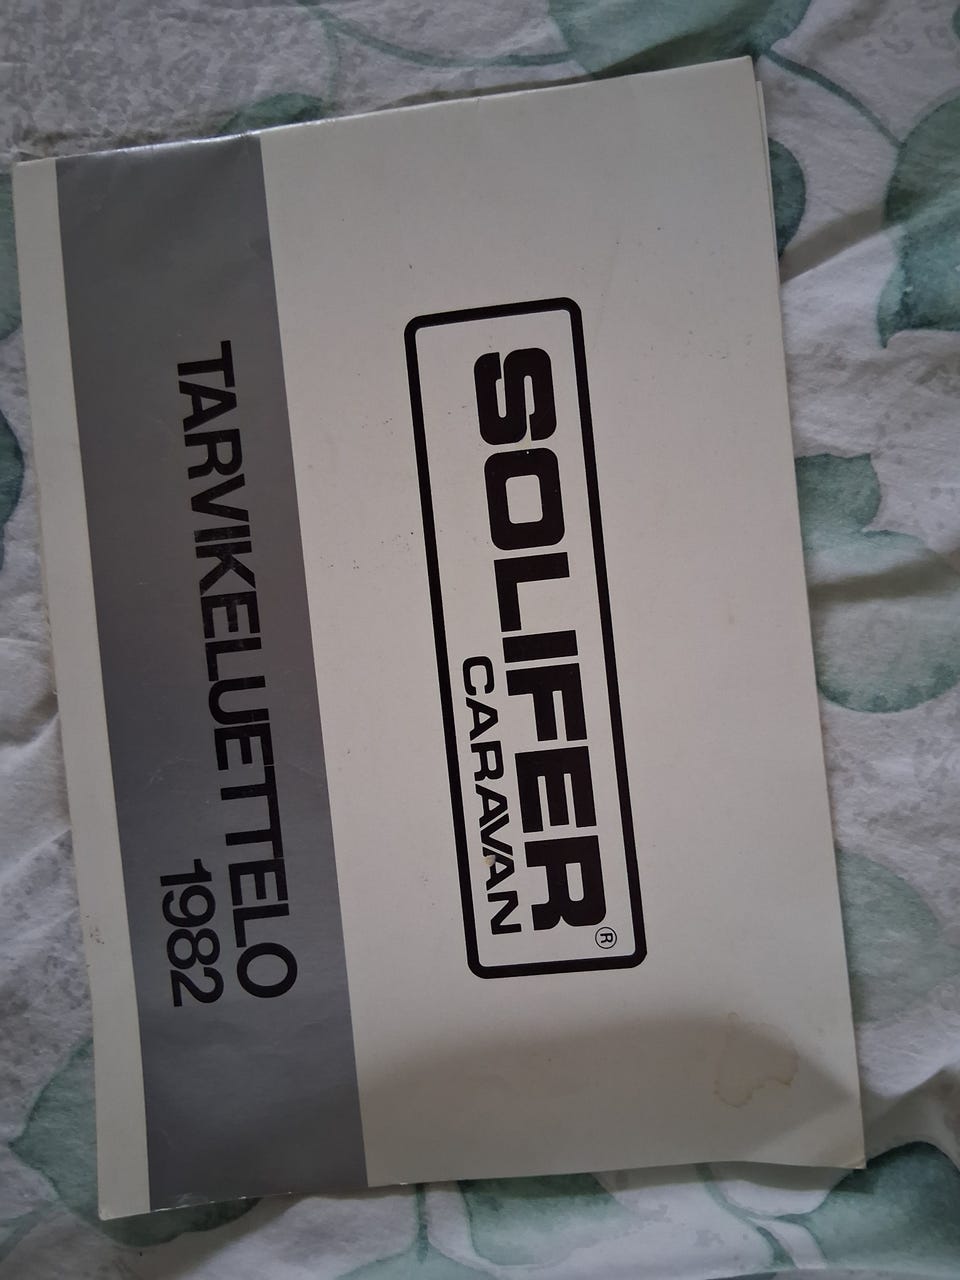 SOLIFER®
CARAVAN
TARVIKELUETTELO
1982